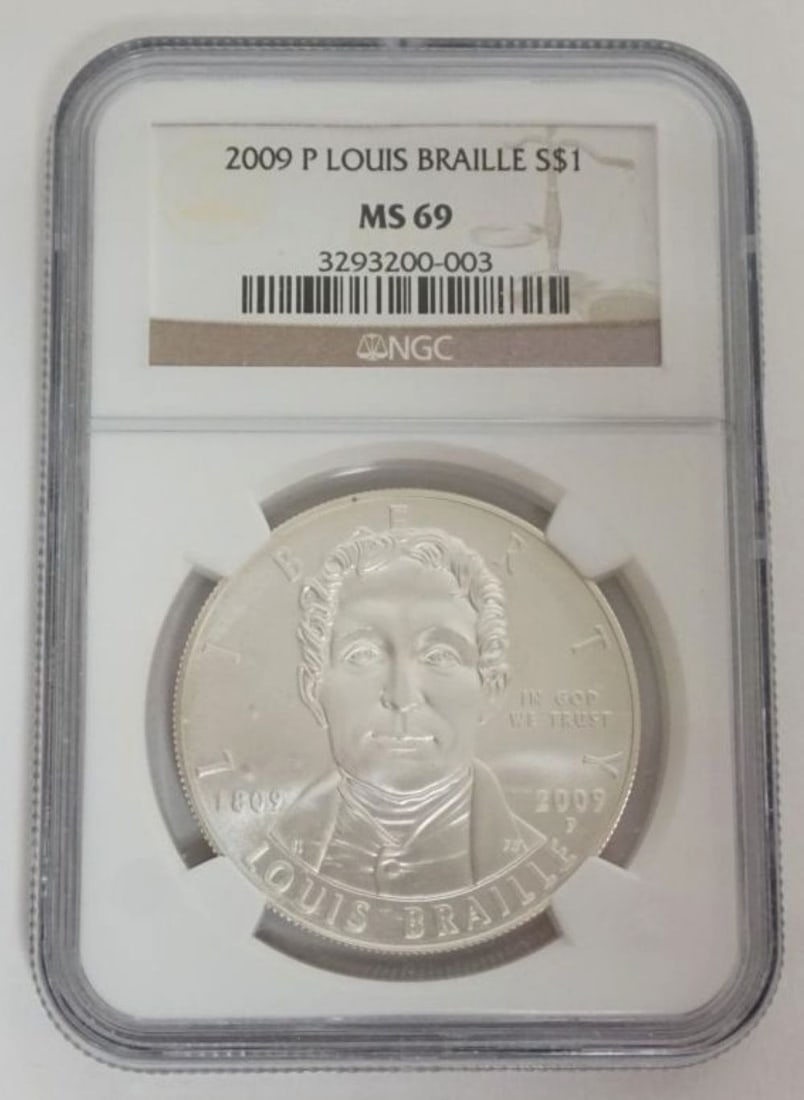 2009 P LOUIS BRAILLE S$1
MS 69
3293200-003
NGC
LIBERTY
IN GOD
WE TRUST
1809
2009
P
LOUIS BRAILLE